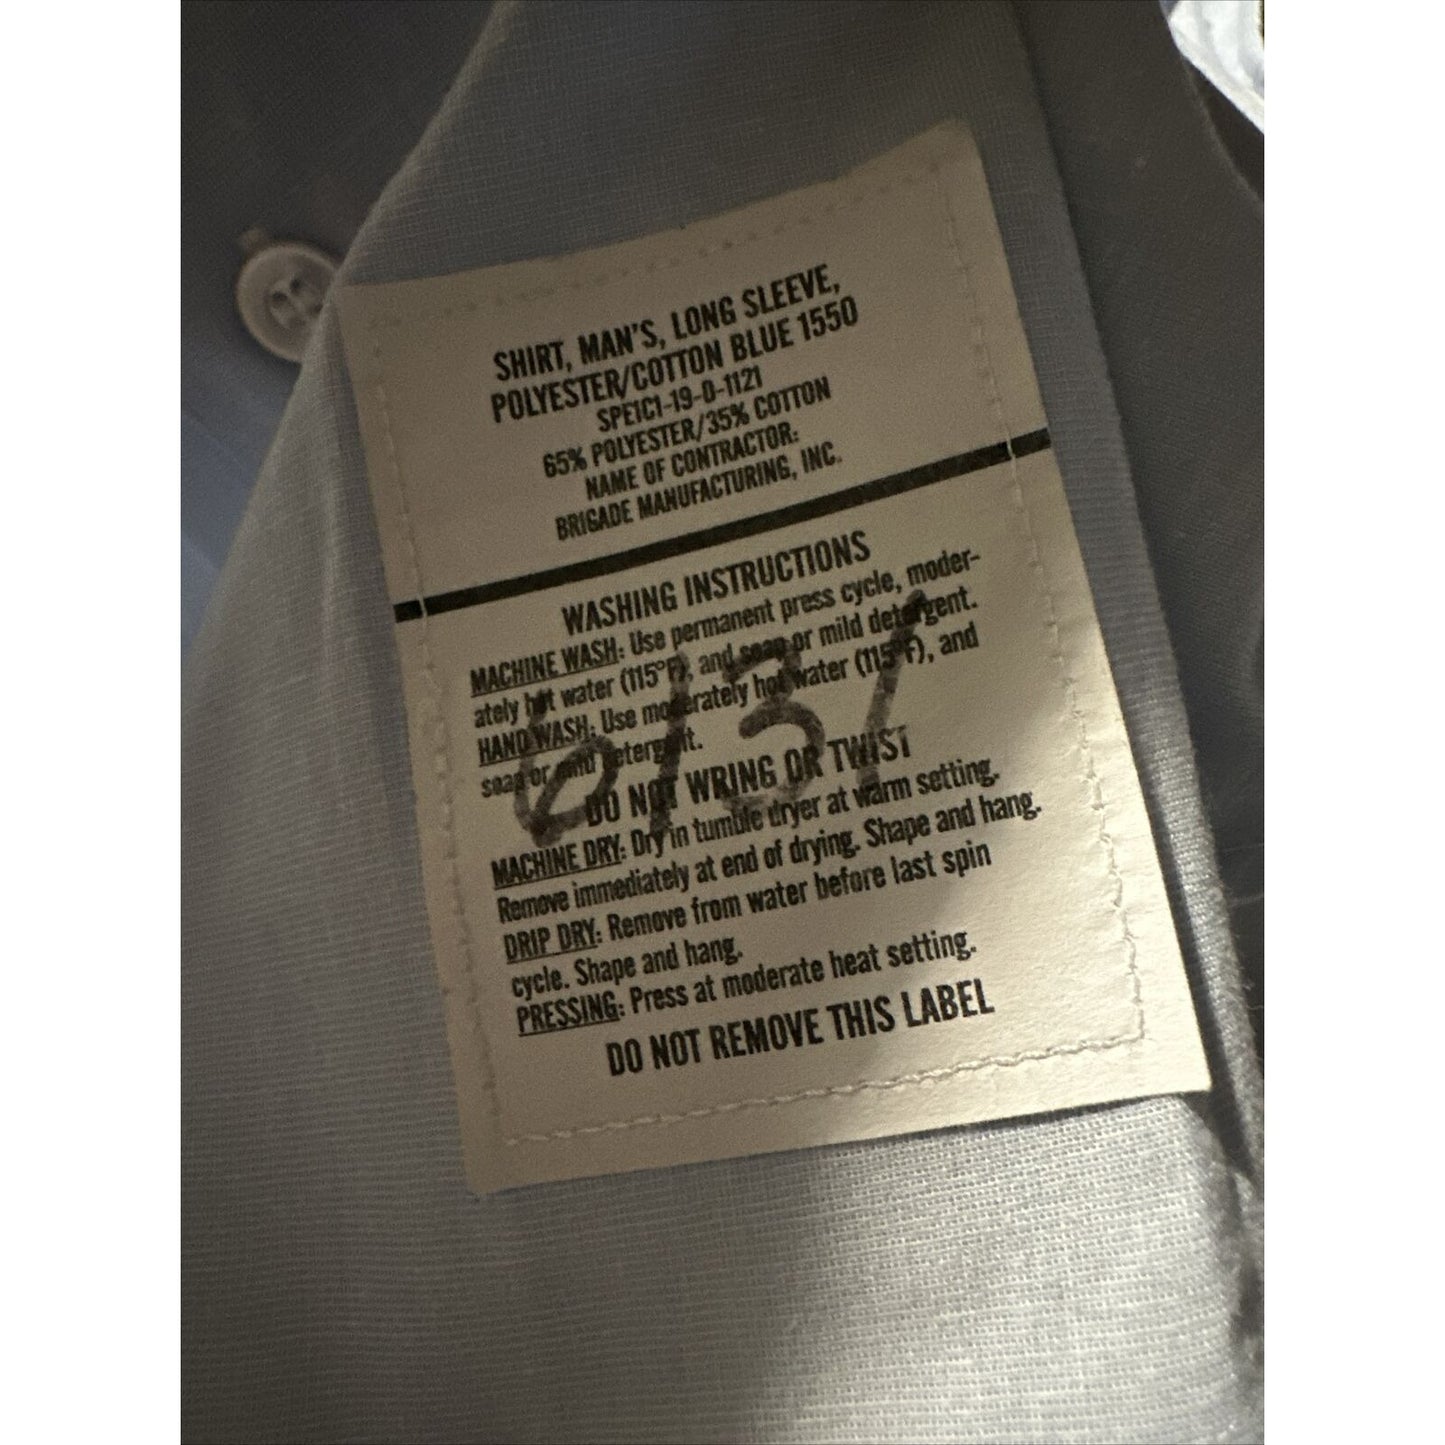 SHIRT, MAN'S, LONG SLEEVE,
POLYESTER/COTTON BLUE 1550
SPE1C1-19-D-1121
65% POLYESTER/35% COTTON
NAME OF CONTRACTOR:
BRIGADE MANUFACTURING, INC.
WASHING INSTRUCTIONS
MACHINE WASH: Use permanent press cycle, moder-
ately hot water (115°F), and soap or mild detergent.
HAND WASH: Use moderately hot water (115°F), and
soap or mild detergent.
6131
DO NOT WRING OR TWIST
MACHINE DRY: Dry in tumble dryer at warm setting.
Remove immediately at end of drying. Shape and hang.
DRIP DRY: Remove from water before last spin
cycle. Shape and hang.
PRESSING: Press at moderate heat setting.
DO NOT REMOVE THIS LABEL